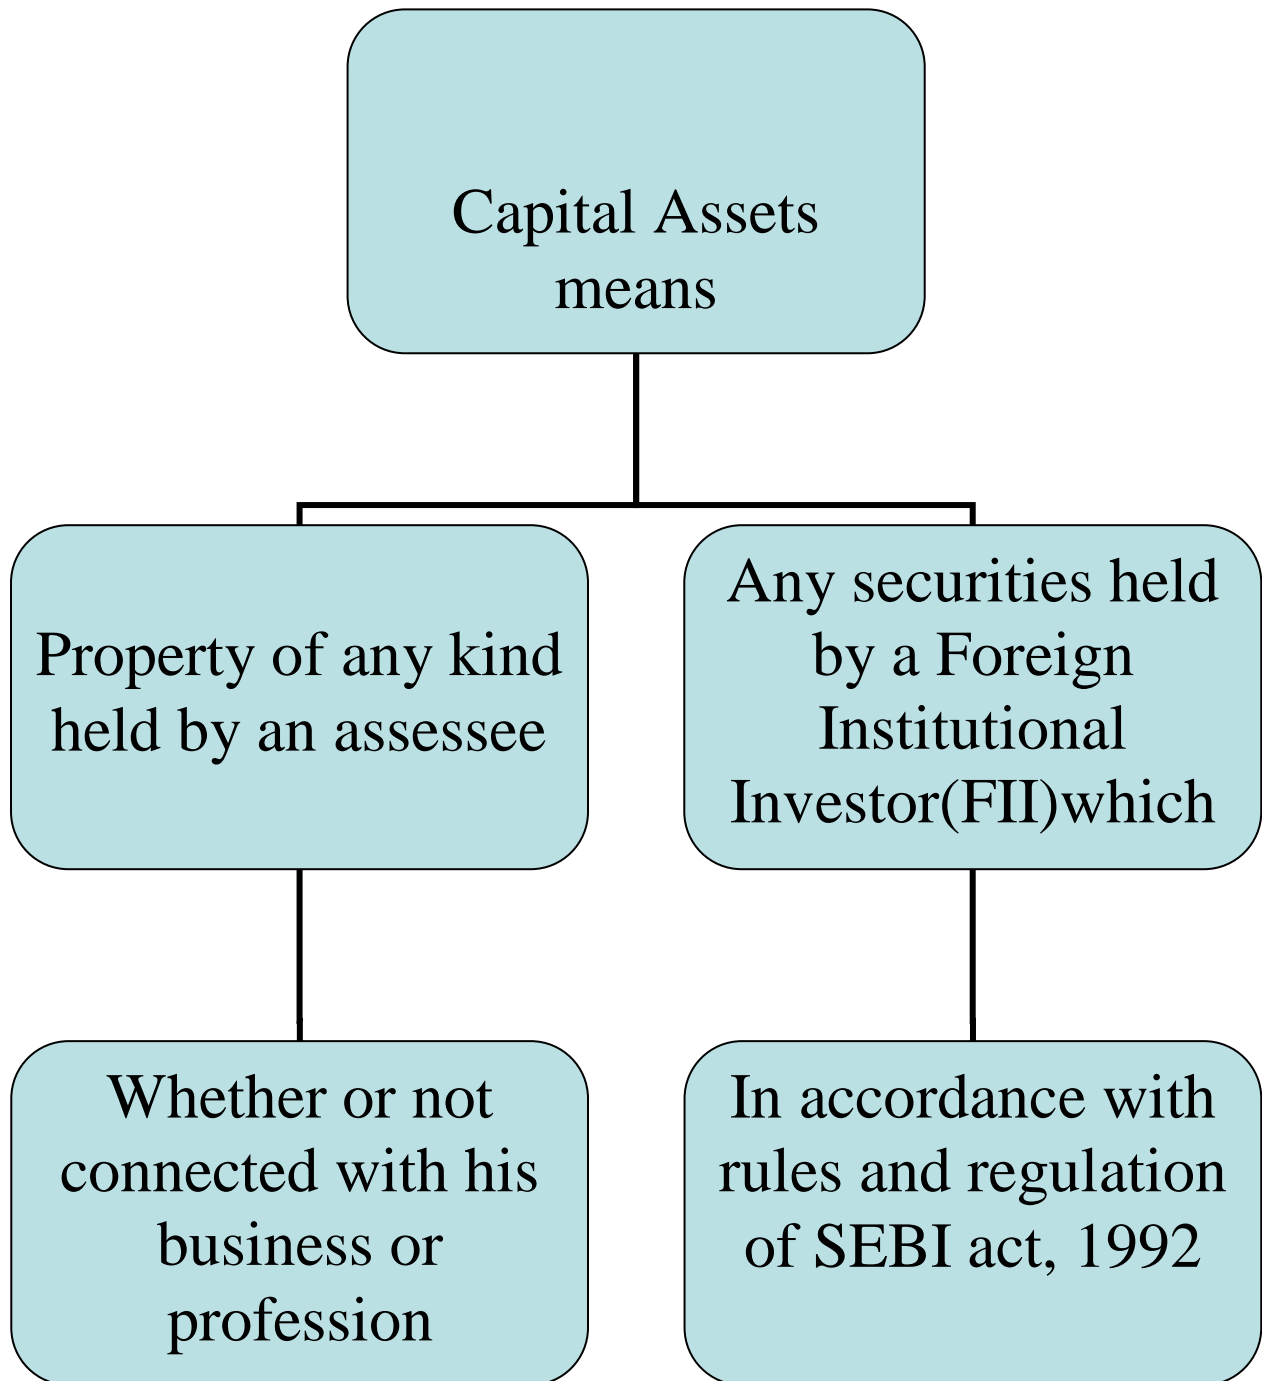 Capital Assets
means
Property of any kind
held by an assessee
Any securities held
by a Foreign
Institutional
Investor(FII)which
Whether or not
connected with his
business or
profession
In accordance with
rules and regulation
of SEBI act, 1992